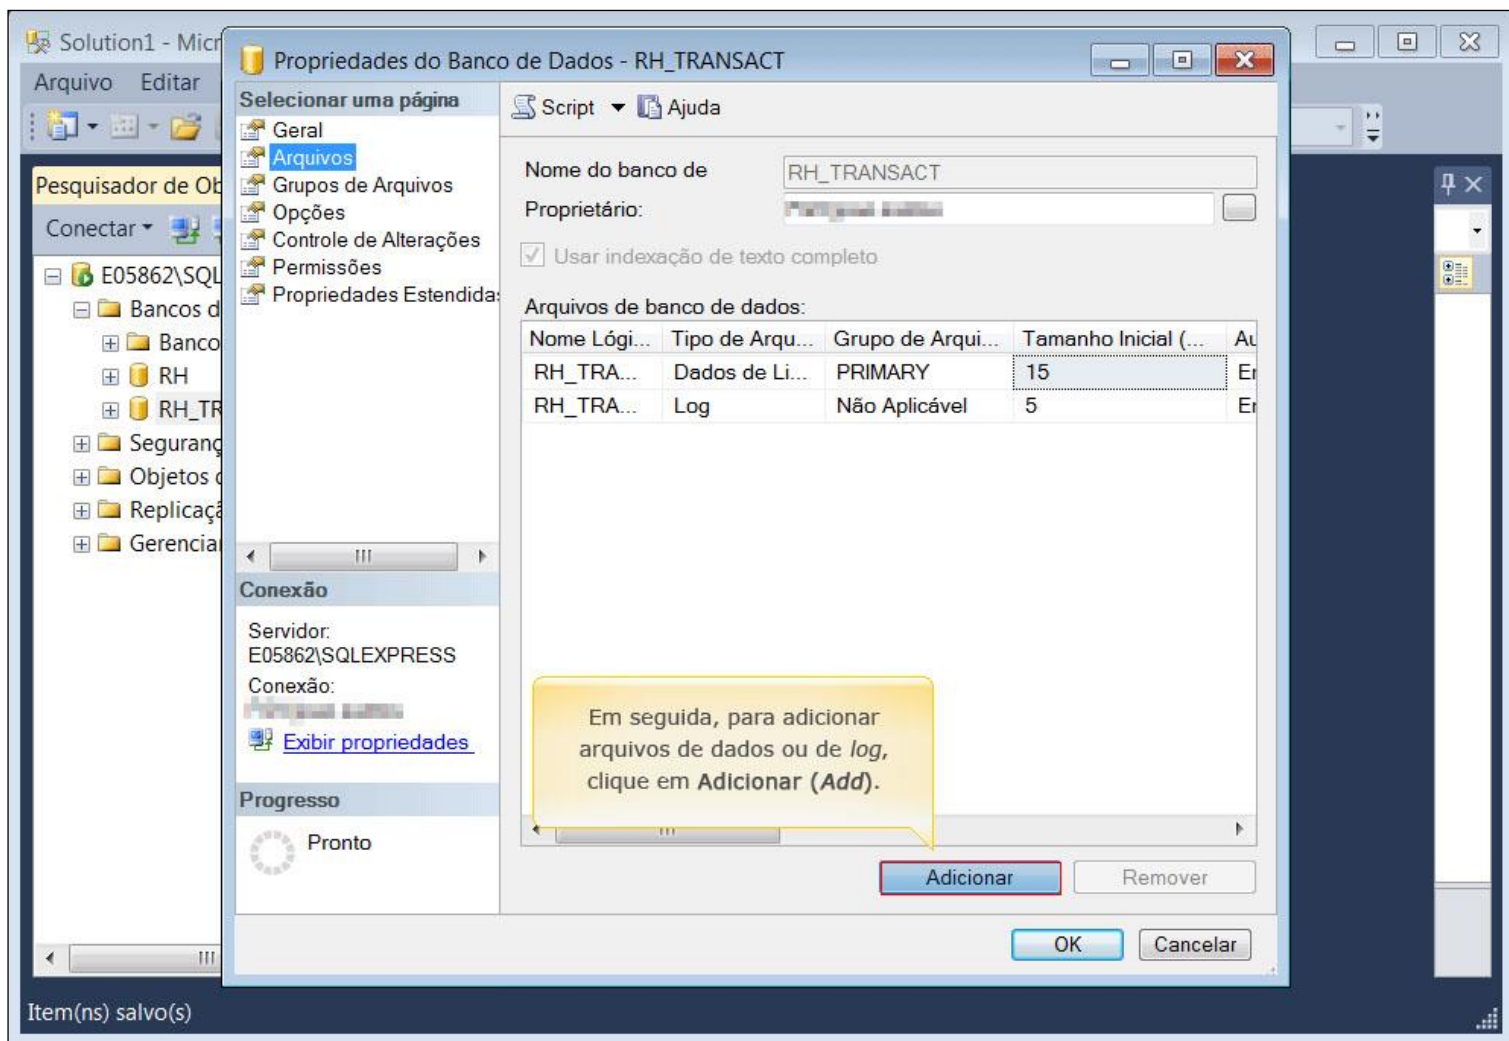 Solution1 - Micr
Arquivo Editar
Pesquisador de Ob
Conectar
E05862\SQL
Bancos d
Banco
RH
RH_TR
Seguranç
Objetos
Replicaç
Gerencia
Item(ns) salvo(s)
Propriedades do Banco de Dados - RH_TRANSACT
Selecionar uma página
Geral
Arquivos
Grupos de Arquivos
Opções
Controle de Alterações
Permissões
Propriedades Estendidas
Conexão
Servidor:
E05862\SQLEXPRESS
Conexão:
Exibir propriedades
Progresso
Pronto
Script Ajuda
Nome do banco de RH_TRANSACT
Proprietário:
Usar indexação de texto completo
Arquivos de banco de dados:
Nome Lógi... Tipo de Arqu... Grupo de Arqui... Tamanho Inicial (... Au
RH_TRA... Dados de Li... PRIMARY 15 Er
RH_TRA... Log Não Aplicável 5 Er
Em seguida, para adicionar
arquivos de dados ou de log,
clique em Adicionar (Add).
Adicionar Remover
OK Cancelar